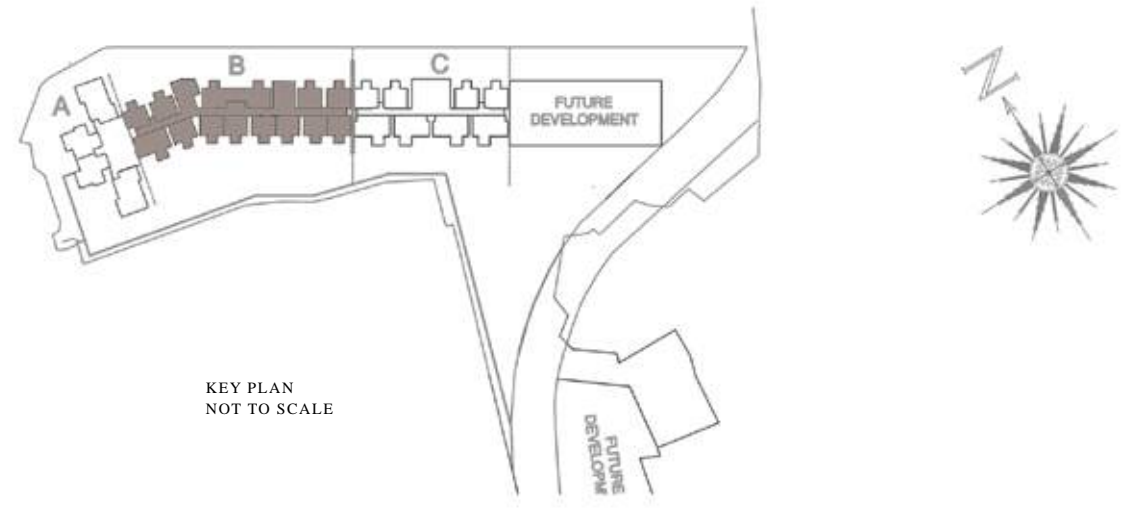 B
C
A
N
FUTURE
DEVELOPMENT
KEY PLAN
NOT TO SCALE
FUTURE
DEVELOPM